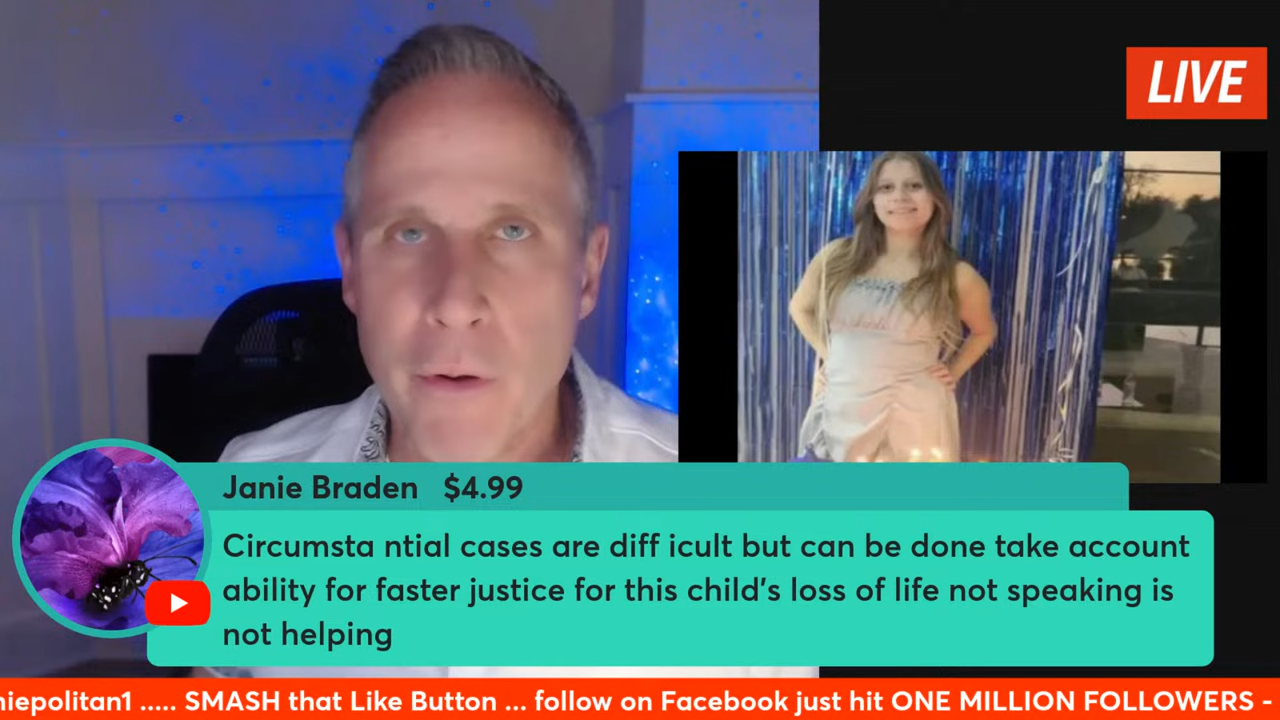 LIVE
Janie Braden $4.99
Circumsta ntial cases are diff icult but can be done take account
ability for faster justice for this child's loss of life not speaking is
not helping
niepolitan1 ..... SMASH that Like Button ... follow on Facebook just hit ONE MILLION FOLLOWERS -